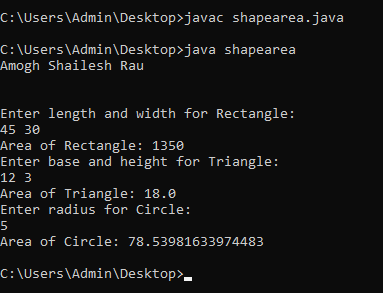 C:\Users\Admin\Desktop>javac shapearea.java
C:\Users\Admin\Desktop>java shapearea
Amogh Shailesh Rau
Enter length and width for Rectangle:
45 30
Area of Rectangle: 1350
Enter base and height for Triangle:
12 3
Area of Triangle: 18.0
Enter radius for Circle:
5
Area of Circle: 78.53981633974483
C:\Users\Admin\Desktop>